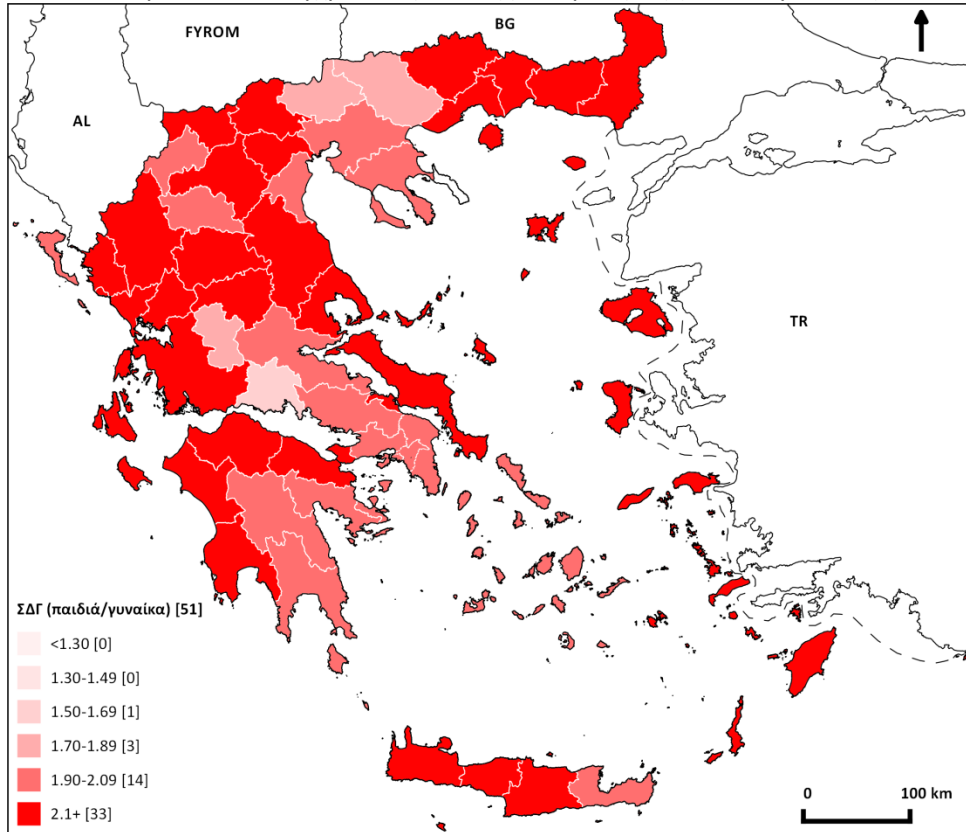 FYROM
BG
AL
TR
ΣΔΓ (παιδιά/γυναίκα) [51]
<1.30 [0]
1.30-1.49 [0]
1.50-1.69 [1]
1.70-1.89 [3]
1.90-2.09 [14]
2.1+ [33]
0 100 km